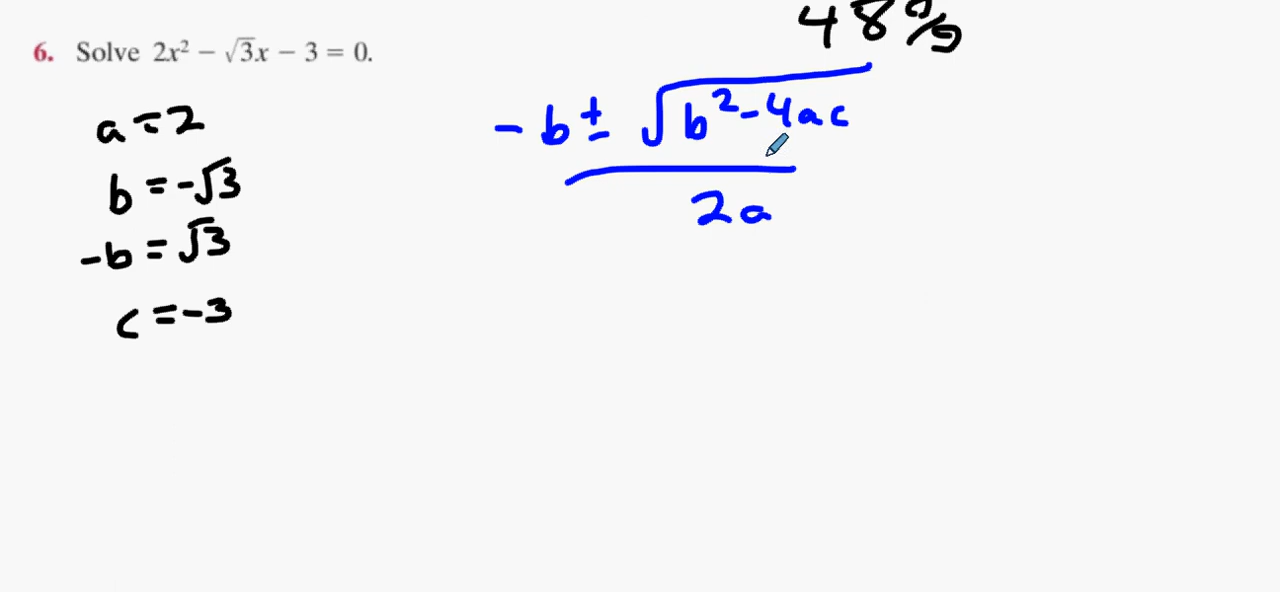 48%
6. Solve 2x² − √3x − 3 = 0.
a = 2
b = -√3
-b = √3
c = -3
-b ± √b²-4ac
2a